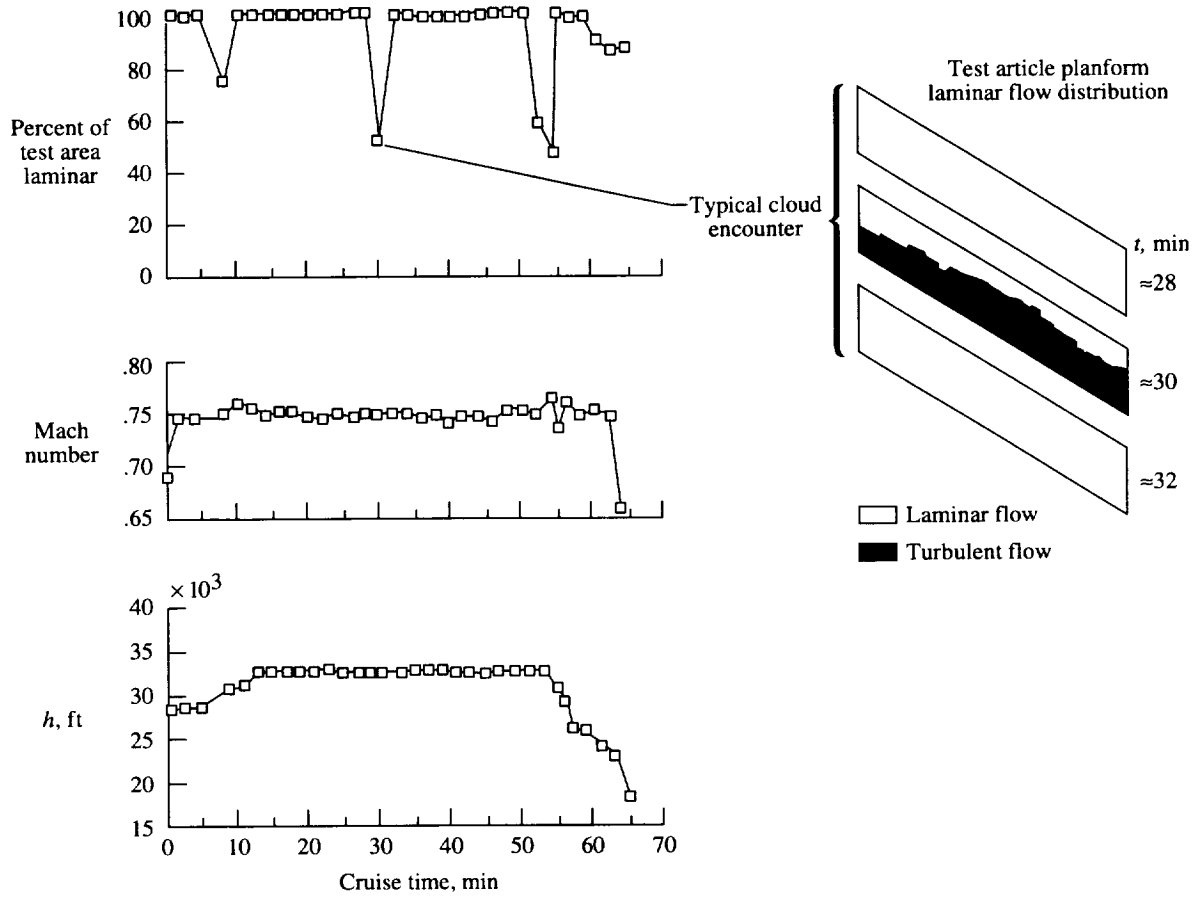 100
80
60
40
20
0
Percent of
test area
laminar
Typical cloud
encounter
Test article planform
laminar flow distribution
t, min
≈28
≈30
≈32
Laminar flow
Turbulent flow
.80
.75
.70
.65
Mach
number
× 10³
40
35
30
25
20
15
h, ft
0 10 20 30 40 50 60 70
Cruise time, min